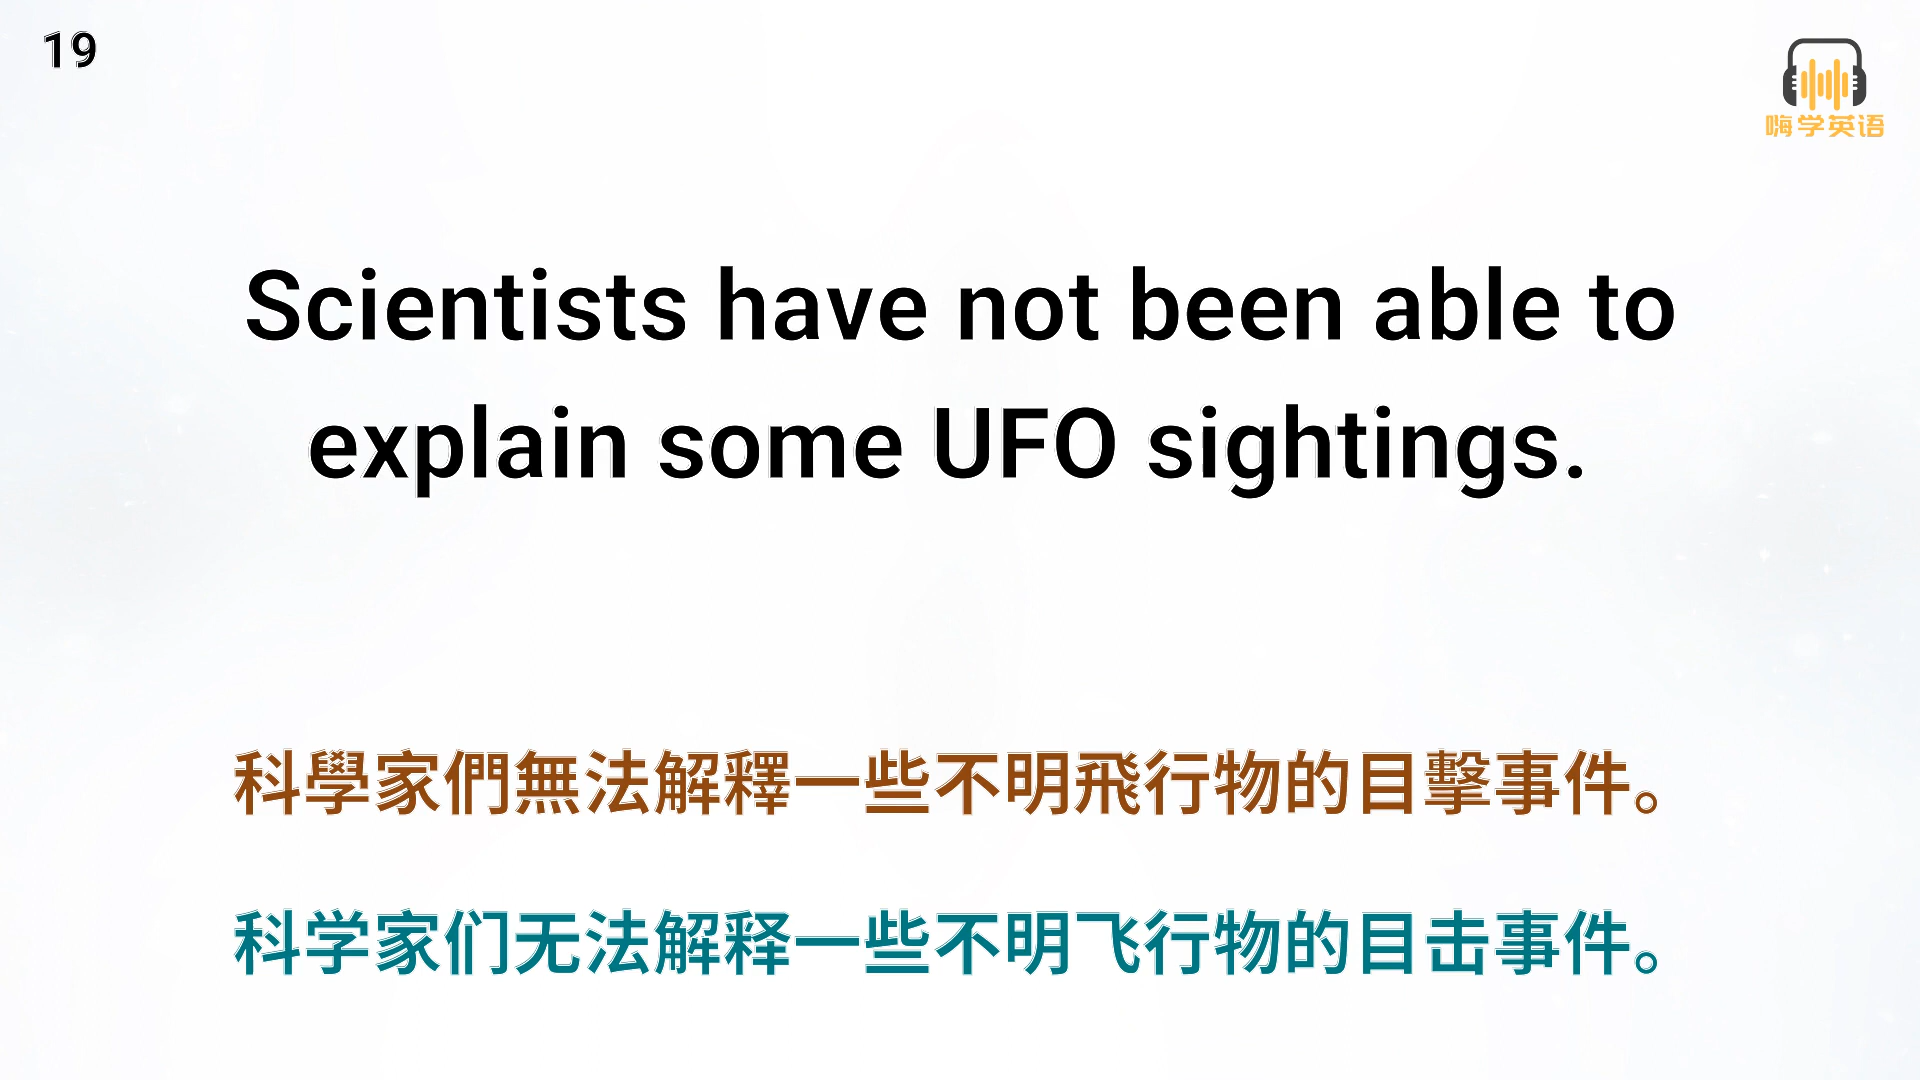 19
嗨学英语
Scientists have not been able to
explain some UFO sightings.
科學家們無法解釋一些不明飛行物的目擊事件。
科学家们无法解释一些不明飞行物的目击事件。